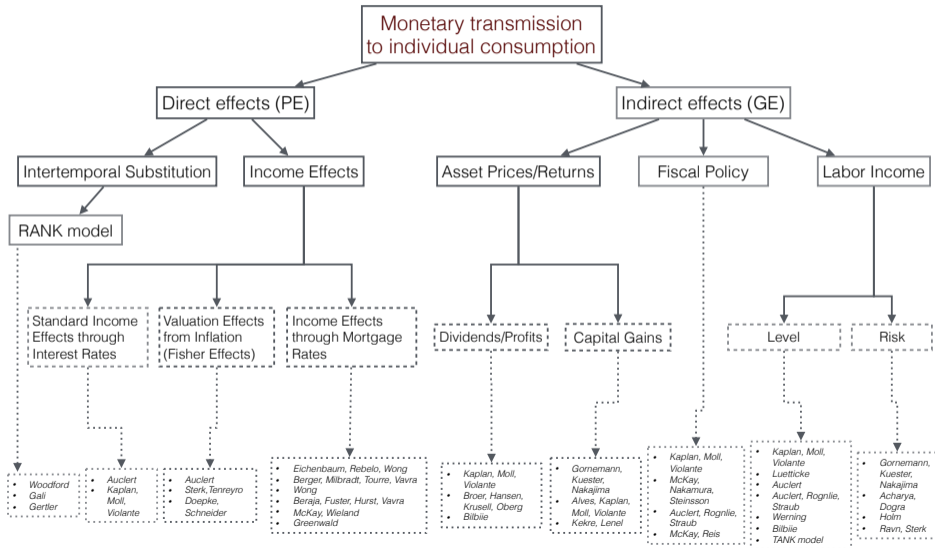 Monetary transmission
to individual consumption
Direct effects (PE)
Indirect effects (GE)
Intertemporal Substitution
Income Effects
Asset Prices/Returns
Fiscal Policy
Labor Income
RANK model
Standard Income
Effects through
Interest Rates
Valuation Effects
from Inflation
(Fisher Effects)
Income Effects
through Mortgage
Rates
Dividends/Profits
Capital Gains
Level
Risk
• Woodford
• Gali
• Gertler
• Auclert
• Kaplan,
Moll,
Violante
• Auclert
• Sterk,Tenreyro
• Doepke,
Schneider
• Eichenbaum, Rebelo, Wong
• Berger, Milbradt, Tourre, Vavra
• Wong
• Beraja, Fuster, Hurst, Vavra
• McKay, Wieland
• Greenwald
• Kaplan, Moll,
Violante
• Broer, Hansen,
Krusell, Oberg
• Bilbiie
• Gornemann,
Kuester,
Nakajima
• Alves, Kaplan,
Moll, Violante
• Kekre, Lenel
• Kaplan, Moll,
Violante
• McKay,
Nakamura,
Steinsson
• Auclert, Rognlie,
Straub
• McKay, Reis
• Kaplan, Moll,
Violante
• Luetticke
• Auclert
• Auclert, Rognlie,
Straub
• Werning
• Bilbiie
• TANK model
• Gornemann,
Kuester,
Nakajima
• Acharya,
Dogra
• Holm
• Ravn, Sterk